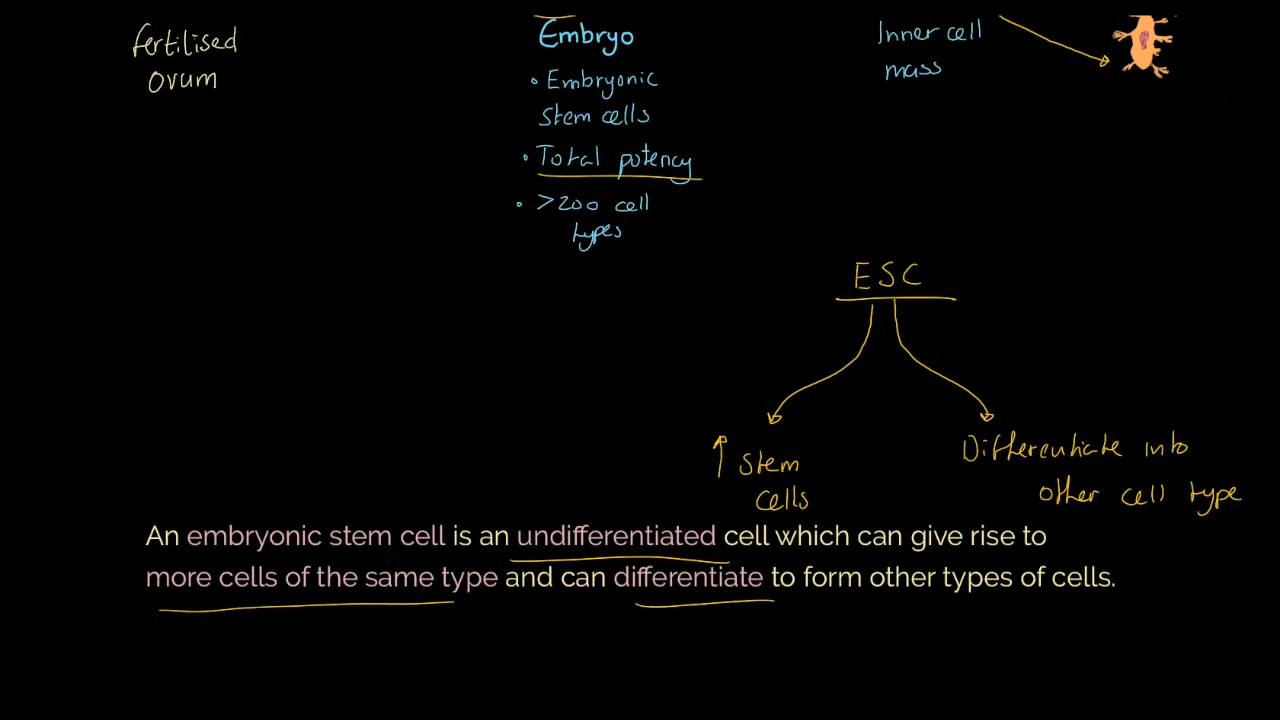 fertilised
ovum
Embryo
• Embryonic
Stem cells
• Total potency
• >200 cell
types
Inner cell
mass
ESC
↑ Stem
cells
Differentiate into
other cell type
An embryonic stem cell is an undifferentiated cell which can give rise to
more cells of the same type and can differentiate to form other types of cells.